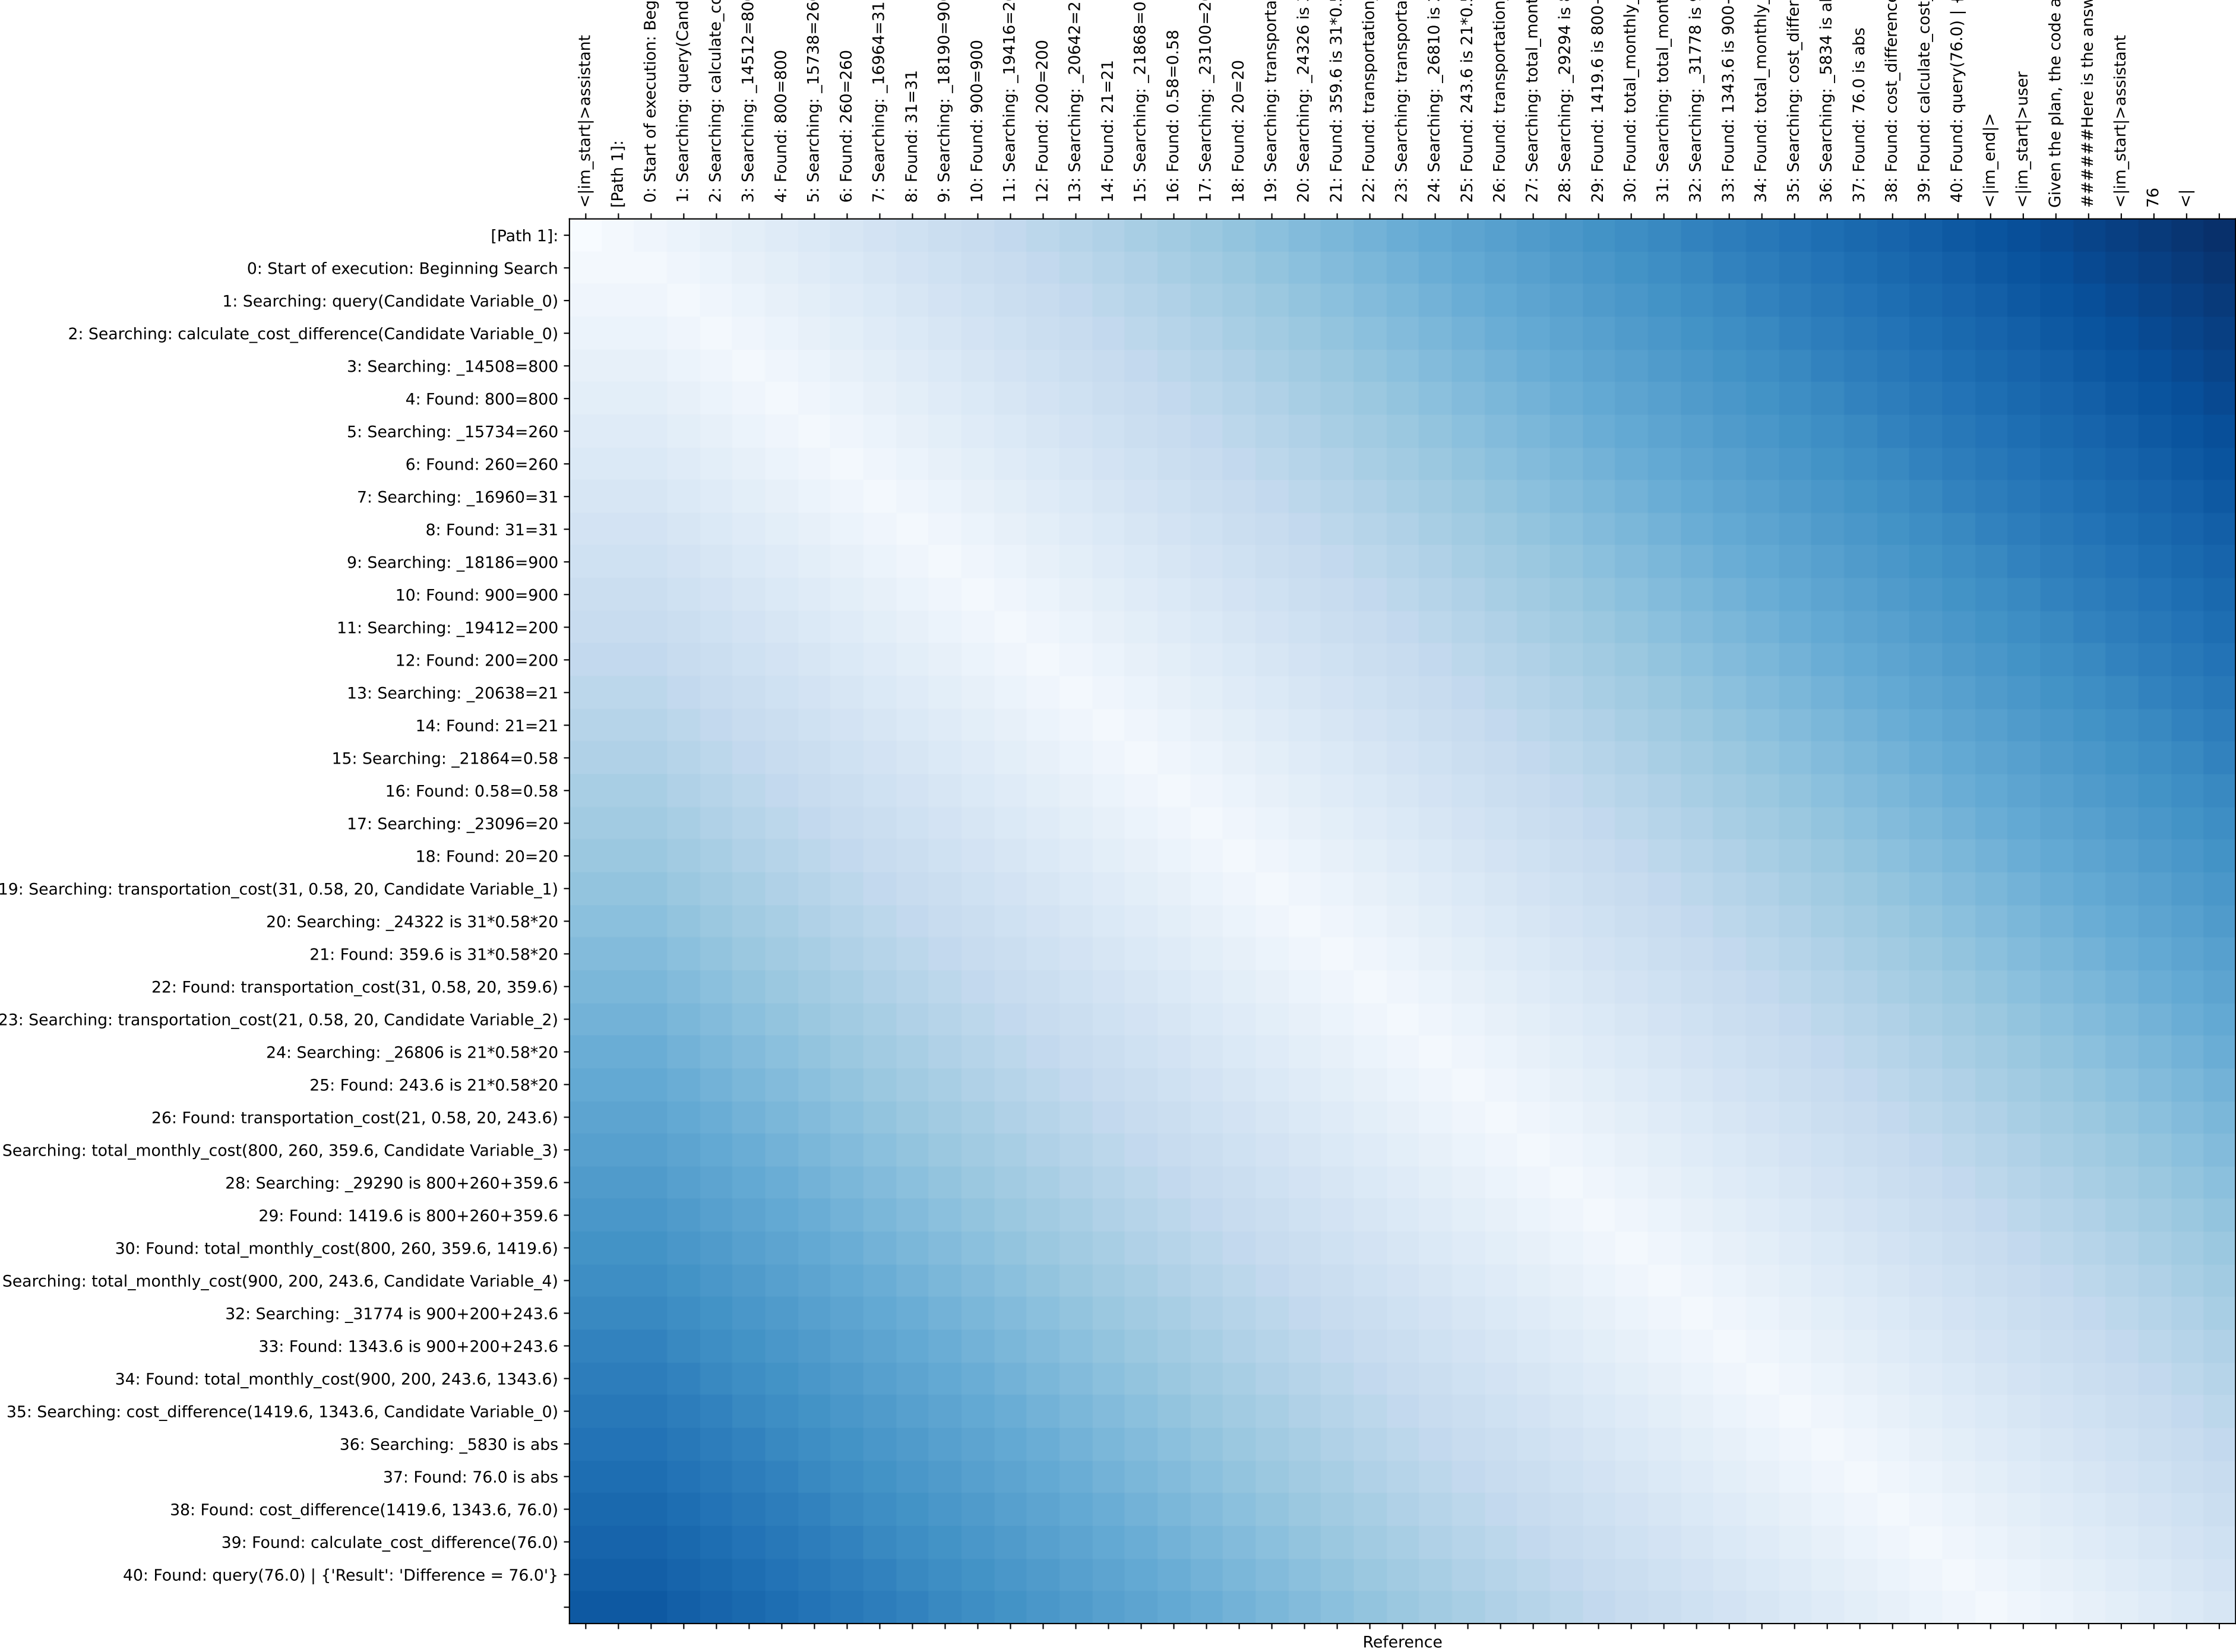 <|im_start|>assistant
[Path 1]:
0: Start of execution: Beg
1: Searching: query(Cand
2: Searching: calculate_co
3: Searching: _14512=80
4: Found: 800=800
5: Searching: _15738=26
6: Found: 260=260
7: Searching: _16964=31
8: Found: 31=31
9: Searching: _18190=90
10: Found: 900=900
11: Searching: _19416=2
12: Found: 200=200
13: Searching: _20642=2
14: Found: 21=21
15: Searching: _21868=0
16: Found: 0.58=0.58
17: Searching: _23100=2
18: Found: 20=20
19: Searching: transporta
20: Searching: _24326 is
21: Found: 359.6 is 31*0.
22: Found: transportation_
23: Searching: transporta
24: Searching: _26810 is
25: Found: 243.6 is 21*0.
26: Found: transportation_
27: Searching: total_mont
28: Searching: _29294 is
29: Found: 1419.6 is 800-
30: Found: total_monthly_
31: Searching: total_mont
32: Searching: _31778 is
33: Found: 1343.6 is 900-
34: Found: total_monthly_
35: Searching: cost_differ
36: Searching: _5834 is al
37: Found: 76.0 is abs
38: Found: cost_difference
39: Found: calculate_cost_
40: Found: query(76.0) |
<|im_end|>
<|im_start|>user
Given the plan, the code a
#######Here is the answ
<|im_start|>assistant
76
<|
[Path 1]:
0: Start of execution: Beginning Search
1: Searching: query(Candidate Variable_0)
2: Searching: calculate_cost_difference(Candidate Variable_0)
3: Searching: _14508=800
4: Found: 800=800
5: Searching: _15734=260
6: Found: 260=260
7: Searching: _16960=31
8: Found: 31=31
9: Searching: _18186=900
10: Found: 900=900
11: Searching: _19412=200
12: Found: 200=200
13: Searching: _20638=21
14: Found: 21=21
15: Searching: _21864=0.58
16: Found: 0.58=0.58
17: Searching: _23096=20
18: Found: 20=20
19: Searching: transportation_cost(31, 0.58, 20, Candidate Variable_1)
20: Searching: _24322 is 31*0.58*20
21: Found: 359.6 is 31*0.58*20
22: Found: transportation_cost(31, 0.58, 20, 359.6)
23: Searching: transportation_cost(21, 0.58, 20, Candidate Variable_2)
24: Searching: _26806 is 21*0.58*20
25: Found: 243.6 is 21*0.58*20
26: Found: transportation_cost(21, 0.58, 20, 243.6)
Searching: total_monthly_cost(800, 260, 359.6, Candidate Variable_3)
28: Searching: _29290 is 800+260+359.6
29: Found: 1419.6 is 800+260+359.6
30: Found: total_monthly_cost(800, 260, 359.6, 1419.6)
Searching: total_monthly_cost(900, 200, 243.6, Candidate Variable_4)
32: Searching: _31774 is 900+200+243.6
33: Found: 1343.6 is 900+200+243.6
34: Found: total_monthly_cost(900, 200, 243.6, 1343.6)
35: Searching: cost_difference(1419.6, 1343.6, Candidate Variable_0)
36: Searching: _5830 is abs
37: Found: 76.0 is abs
38: Found: cost_difference(1419.6, 1343.6, 76.0)
39: Found: calculate_cost_difference(76.0)
40: Found: query(76.0) | {'Result': 'Difference = 76.0'}
Reference